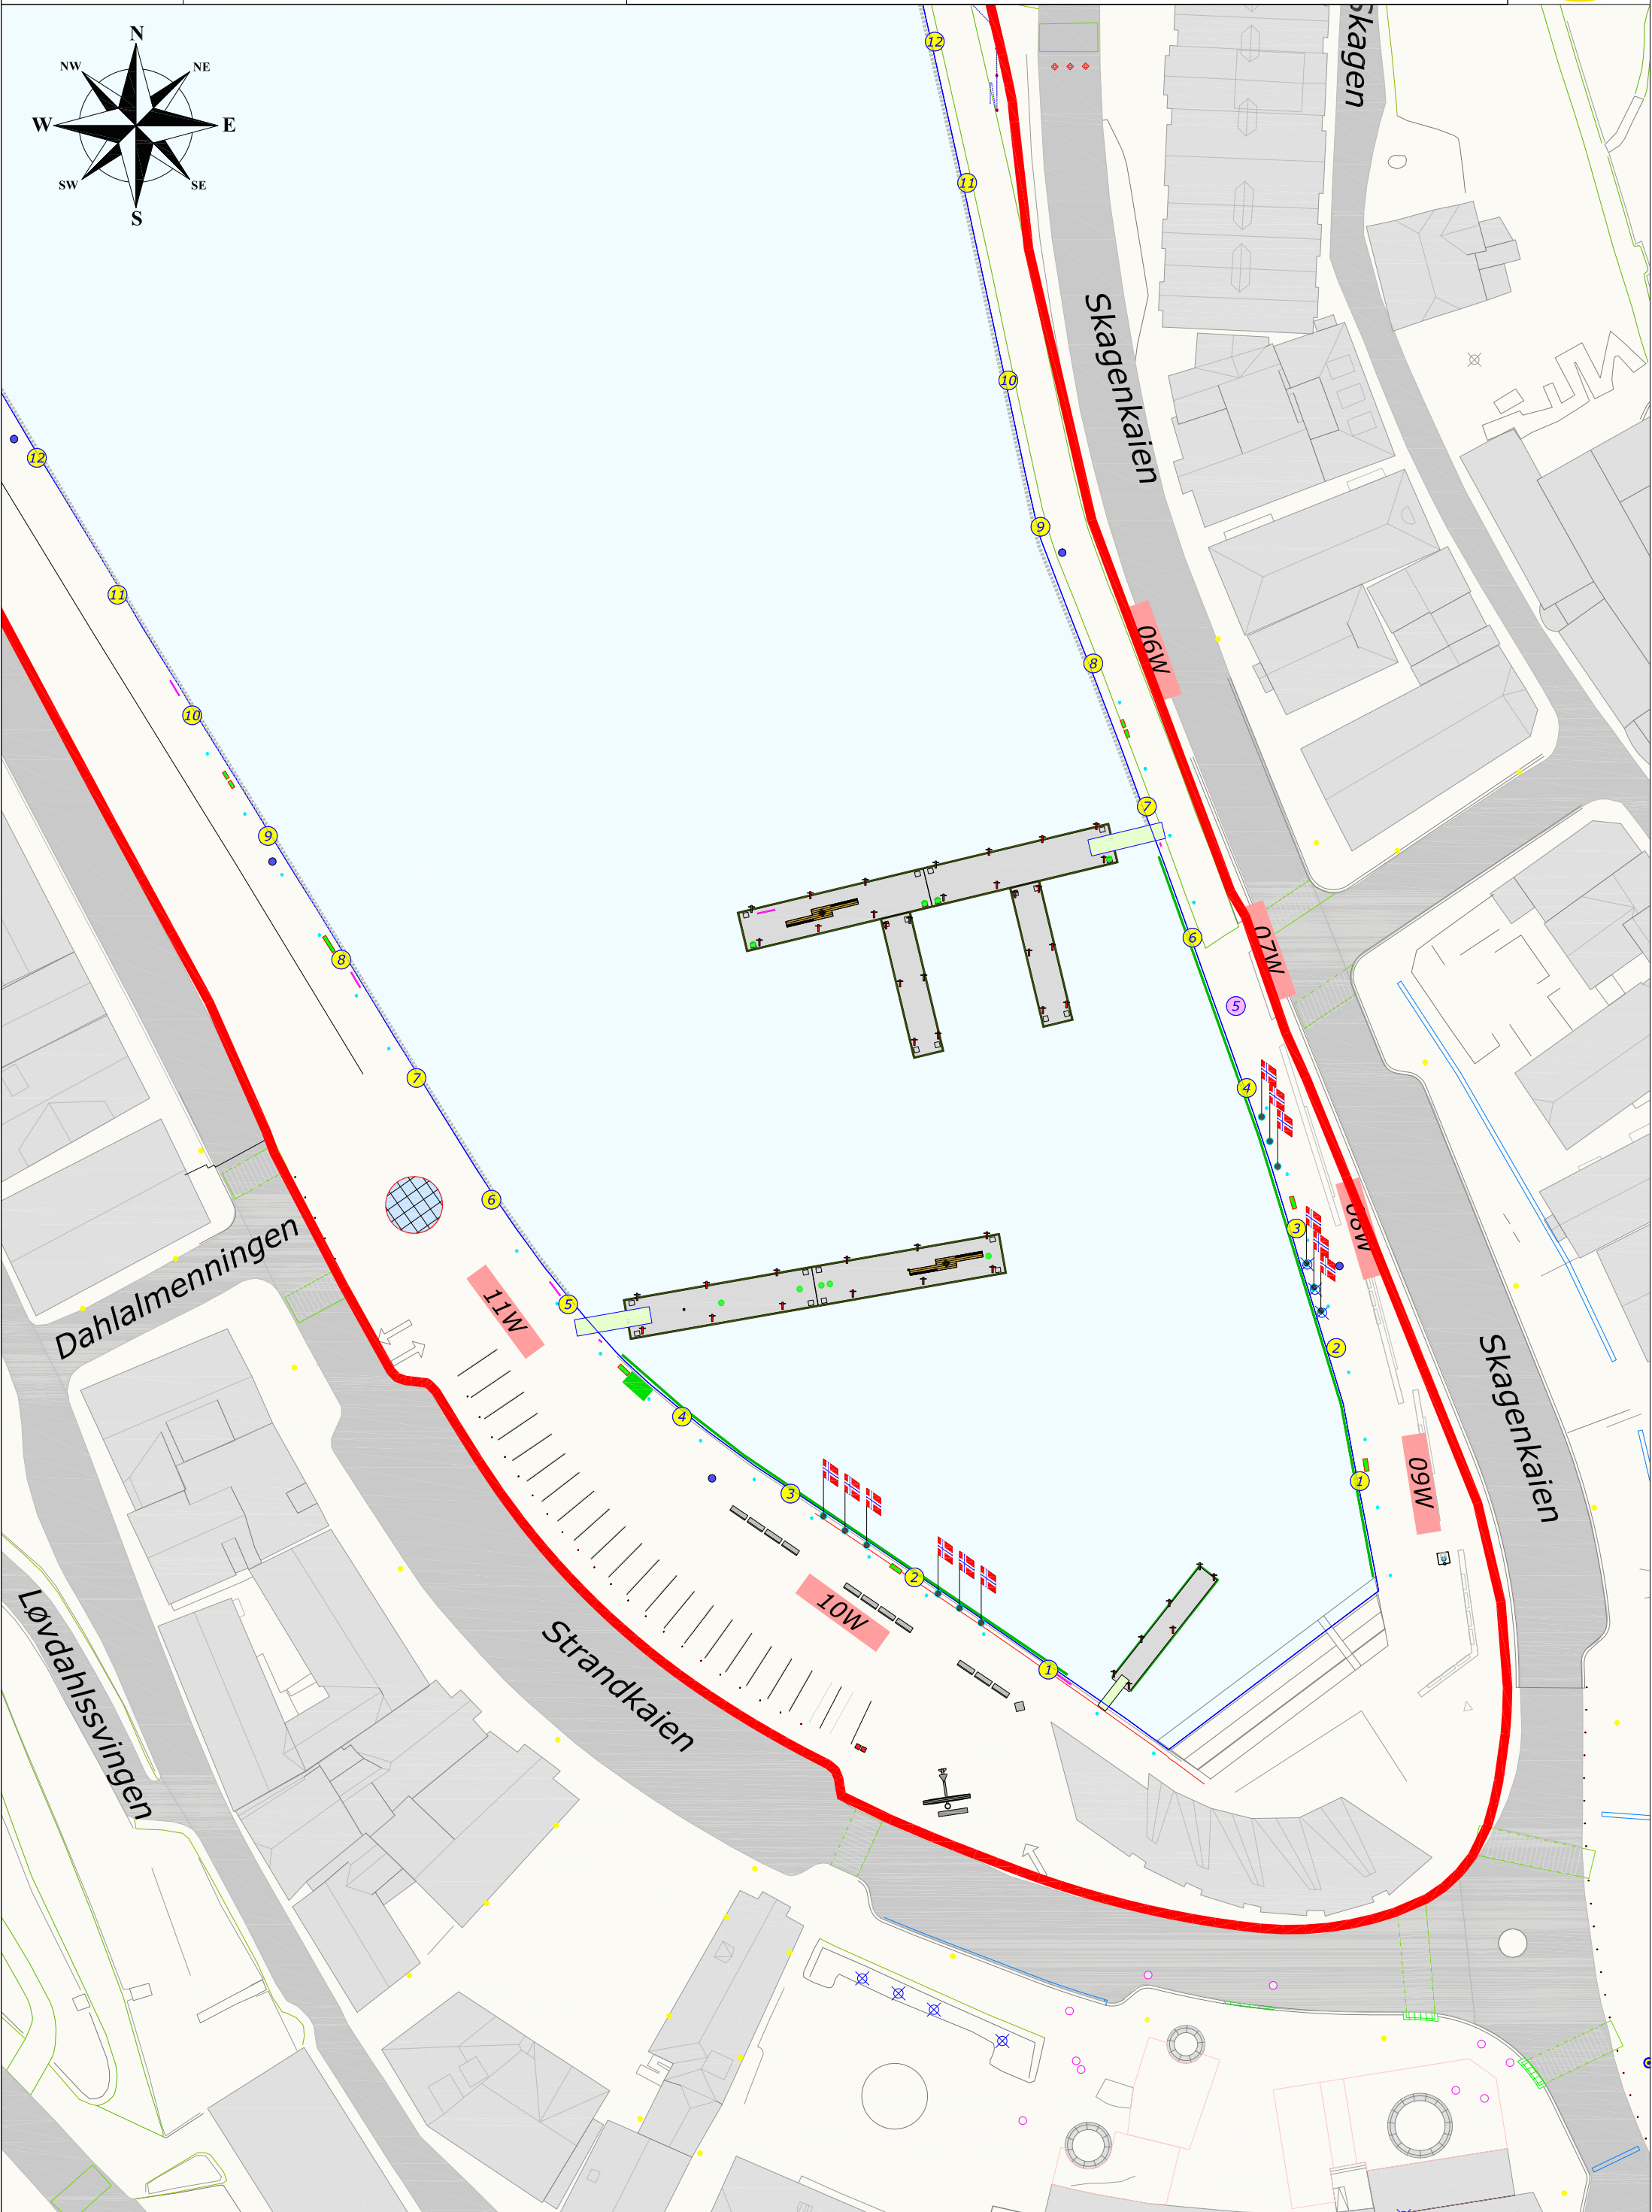 N
NW
NE
W
E
SW
SE
S
Skagen
12
11
Skagenkaien
10
12
9
11
06W
8
10
7
9
6
07W
8
5
7
4
6
08W
3
Dahlalmenningen
11W
5
2
Skagenkaien
4
09W
1
3
2
10W
Løvdahlssvingen
Strandkaien
1